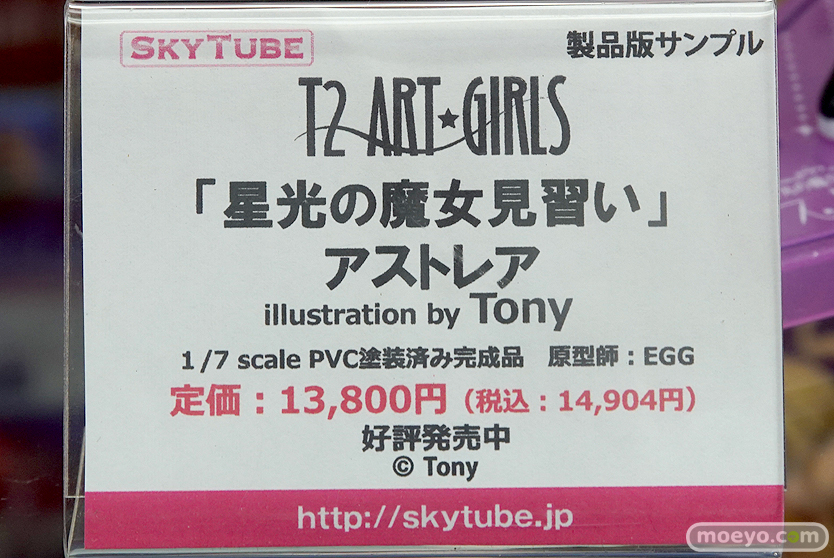 SKYTUBE
製品版サンプル
T2 ART★GIRLS
「星光の魔女見習い」
アストレア
illustration by Tony
1/7 scale PVC塗装済み完成品 原型師：EGG
定価：13,800円（税込：14,904円）
好評発売中
© Tony
http://skytube.jp
moeyo.com